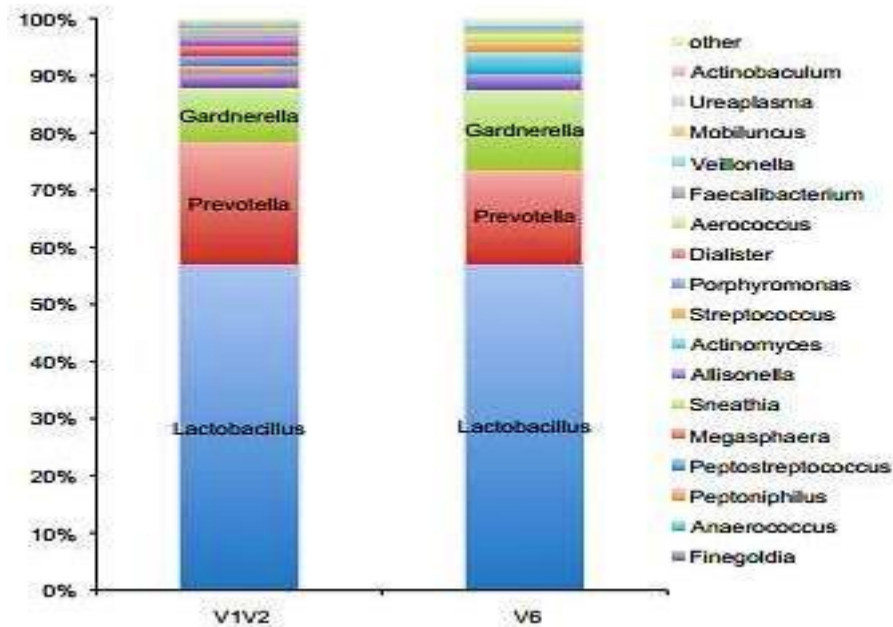 100%
90%
80%
70%
60%
50%
40%
30%
20%
10%
0%
Gardnerella
Prevotella
Lactobacillus
Gardnerella
Prevotella
Lactobacillus
V1V2
V6
other
Actinobaculum
Ureaplasma
Mobiluncus
Veillonella
Faecalibacterium
Aerococcus
Dialister
Porphyromonas
Streptococcus
Actinomyces
Allisonella
Sneathia
Megasphaera
Peptostreptococcus
Peptoniphilus
Anaerococcus
Finegoldia